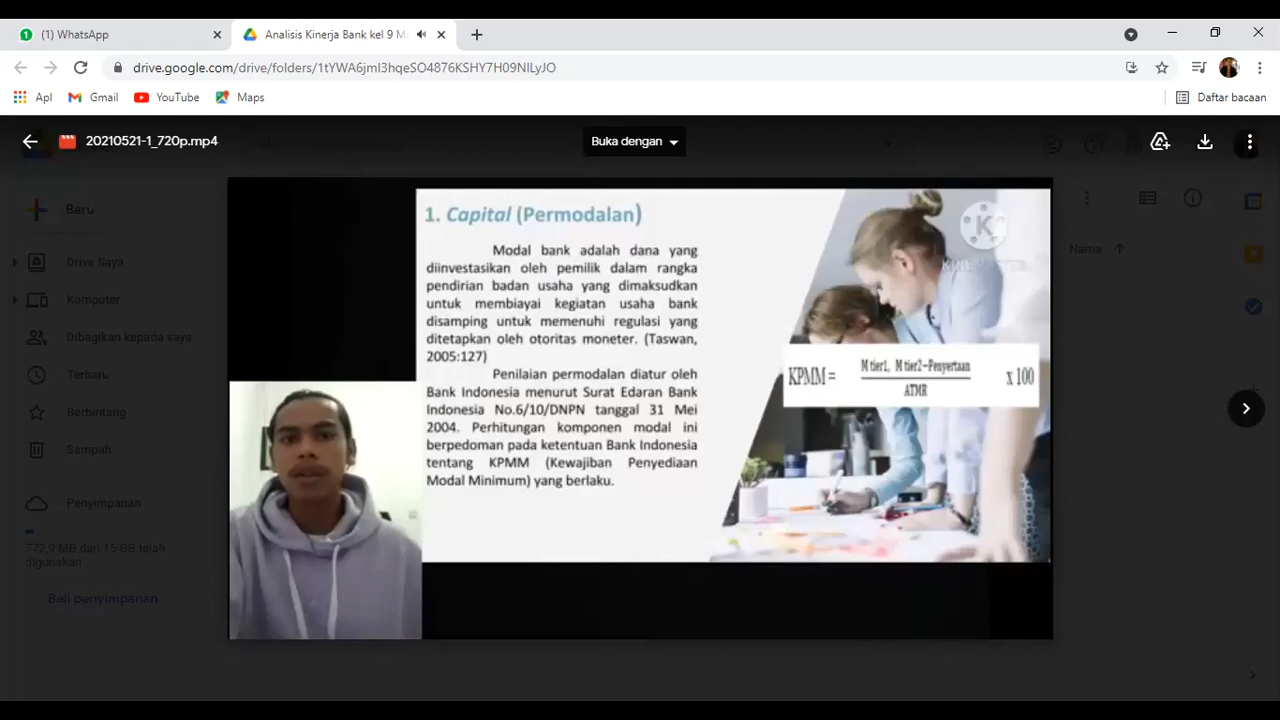 (1) WhatsApp
Analisis Kinerja Bank kel 9 M
drive.google.com/drive/folders/1tYWA6jmI3hqeSO4876KSHY7H09NILyJO
Apl
Gmail
YouTube
Maps
Daftar bacaan
20210521-1_720p.mp4
Buka dengan
Baru
Drive Saya
Komputer
Dibagikan kepada saya
Terbaru
Berbintang
Sampah
Penyimpanan
772,9 MB dari 15 GB telah
digunakan
Beli penyimpanan
Nama
1. Capital (Permodalan)
Modal bank adalah dana yang
diinvestasikan oleh pemilik dalam rangka
pendirian badan usaha yang dimaksudkan
untuk membiayai kegiatan usaha bank
disamping untuk memenuhi regulasi yang
ditetapkan oleh otoritas moneter. (Taswan,
2005:127)
Penilaian permodalan diatur oleh
Bank Indonesia menurut Surat Edaran Bank
Indonesia No.6/10/DNPN tanggal 31 Mei
2004. Perhitungan komponen modal ini
berpedoman pada ketentuan Bank Indonesia
tentang KPMM (Kewajiban Penyediaan
Modal Minimum) yang berlaku.
K
KINEMASTER
M tier1, M tier2-Penyertaan
KPMM = x 100
ATMR